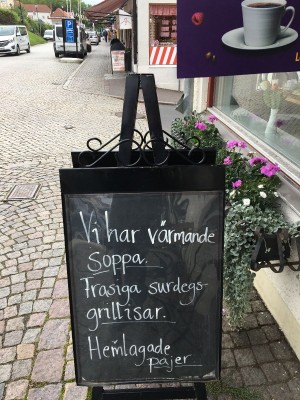 Vi har värmande
Soppa.
Frasiga surdegs-
grillisar.
Hemlagade
pajer